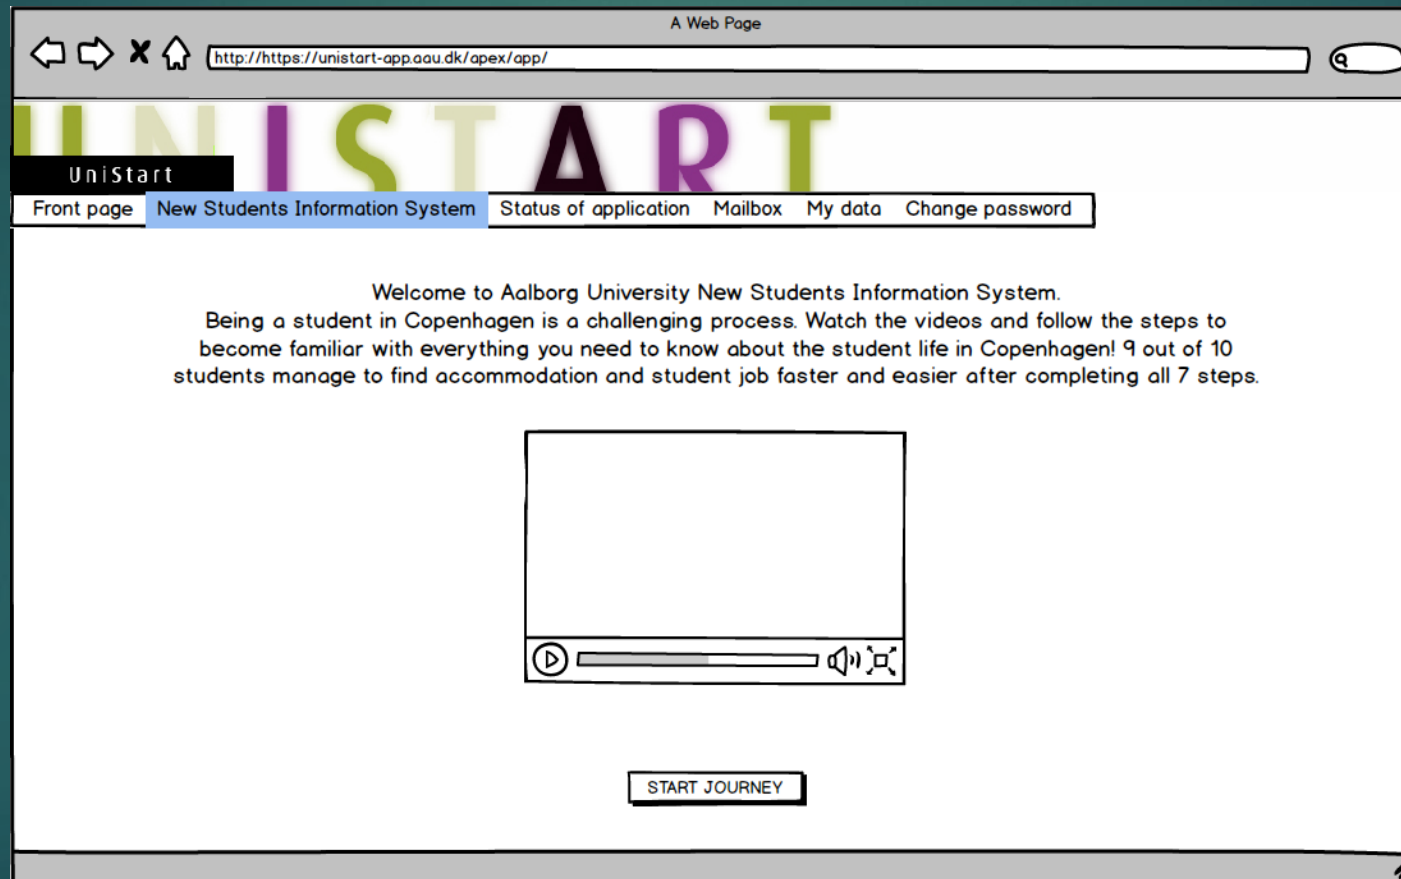 A Web Page
http://https://unistart-app.aau.dk/apex/app/
UNISTART
UniStart
Front page New Students Information System Status of application Mailbox My data Change password
Welcome to Aalborg University New Students Information System.
Being a student in Copenhagen is a challenging process. Watch the videos and follow the steps to
become familiar with everything you need to know about the student life in Copenhagen! 9 out of 10
students manage to find accommodation and student job faster and easier after completing all 7 steps.
START JOURNEY